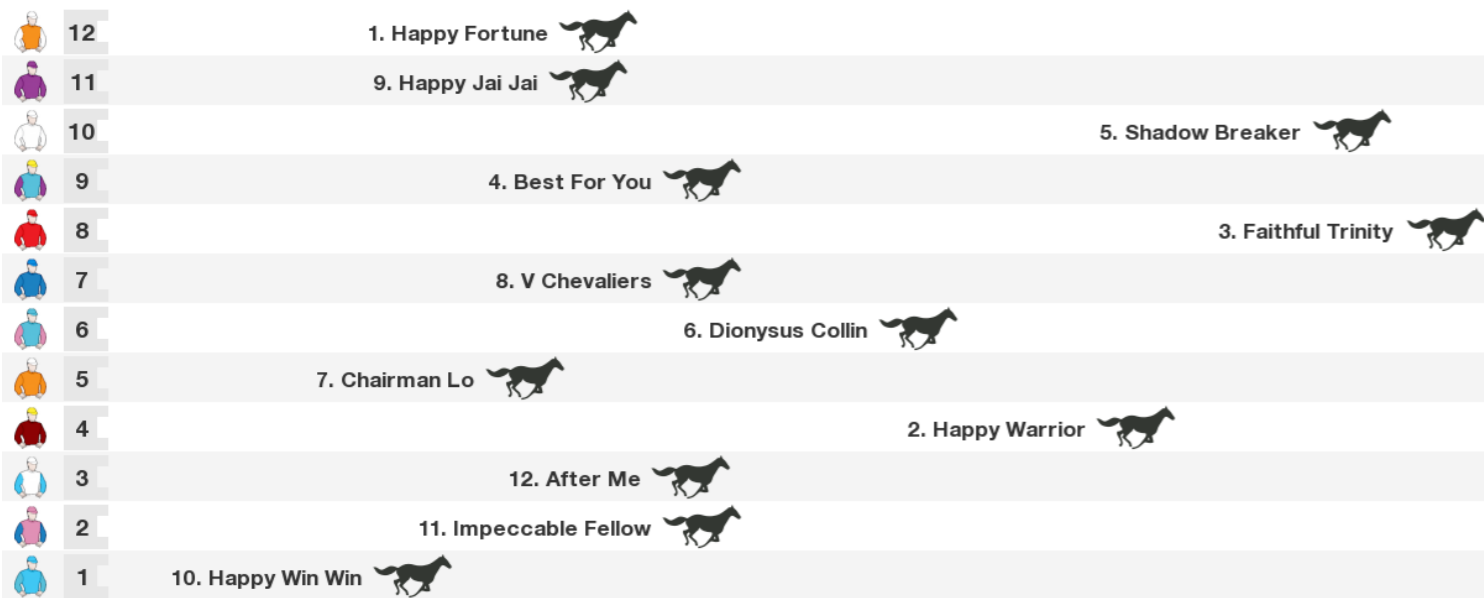 12 1. Happy Fortune
11 9. Happy Jai Jai
10 5. Shadow Breaker
9 4. Best For You
8 3. Faithful Trinity
7 8. V Chevaliers
6 6. Dionysus Collin
5 7. Chairman Lo
4 2. Happy Warrior
3 12. After Me
2 11. Impeccable Fellow
1 10. Happy Win Win